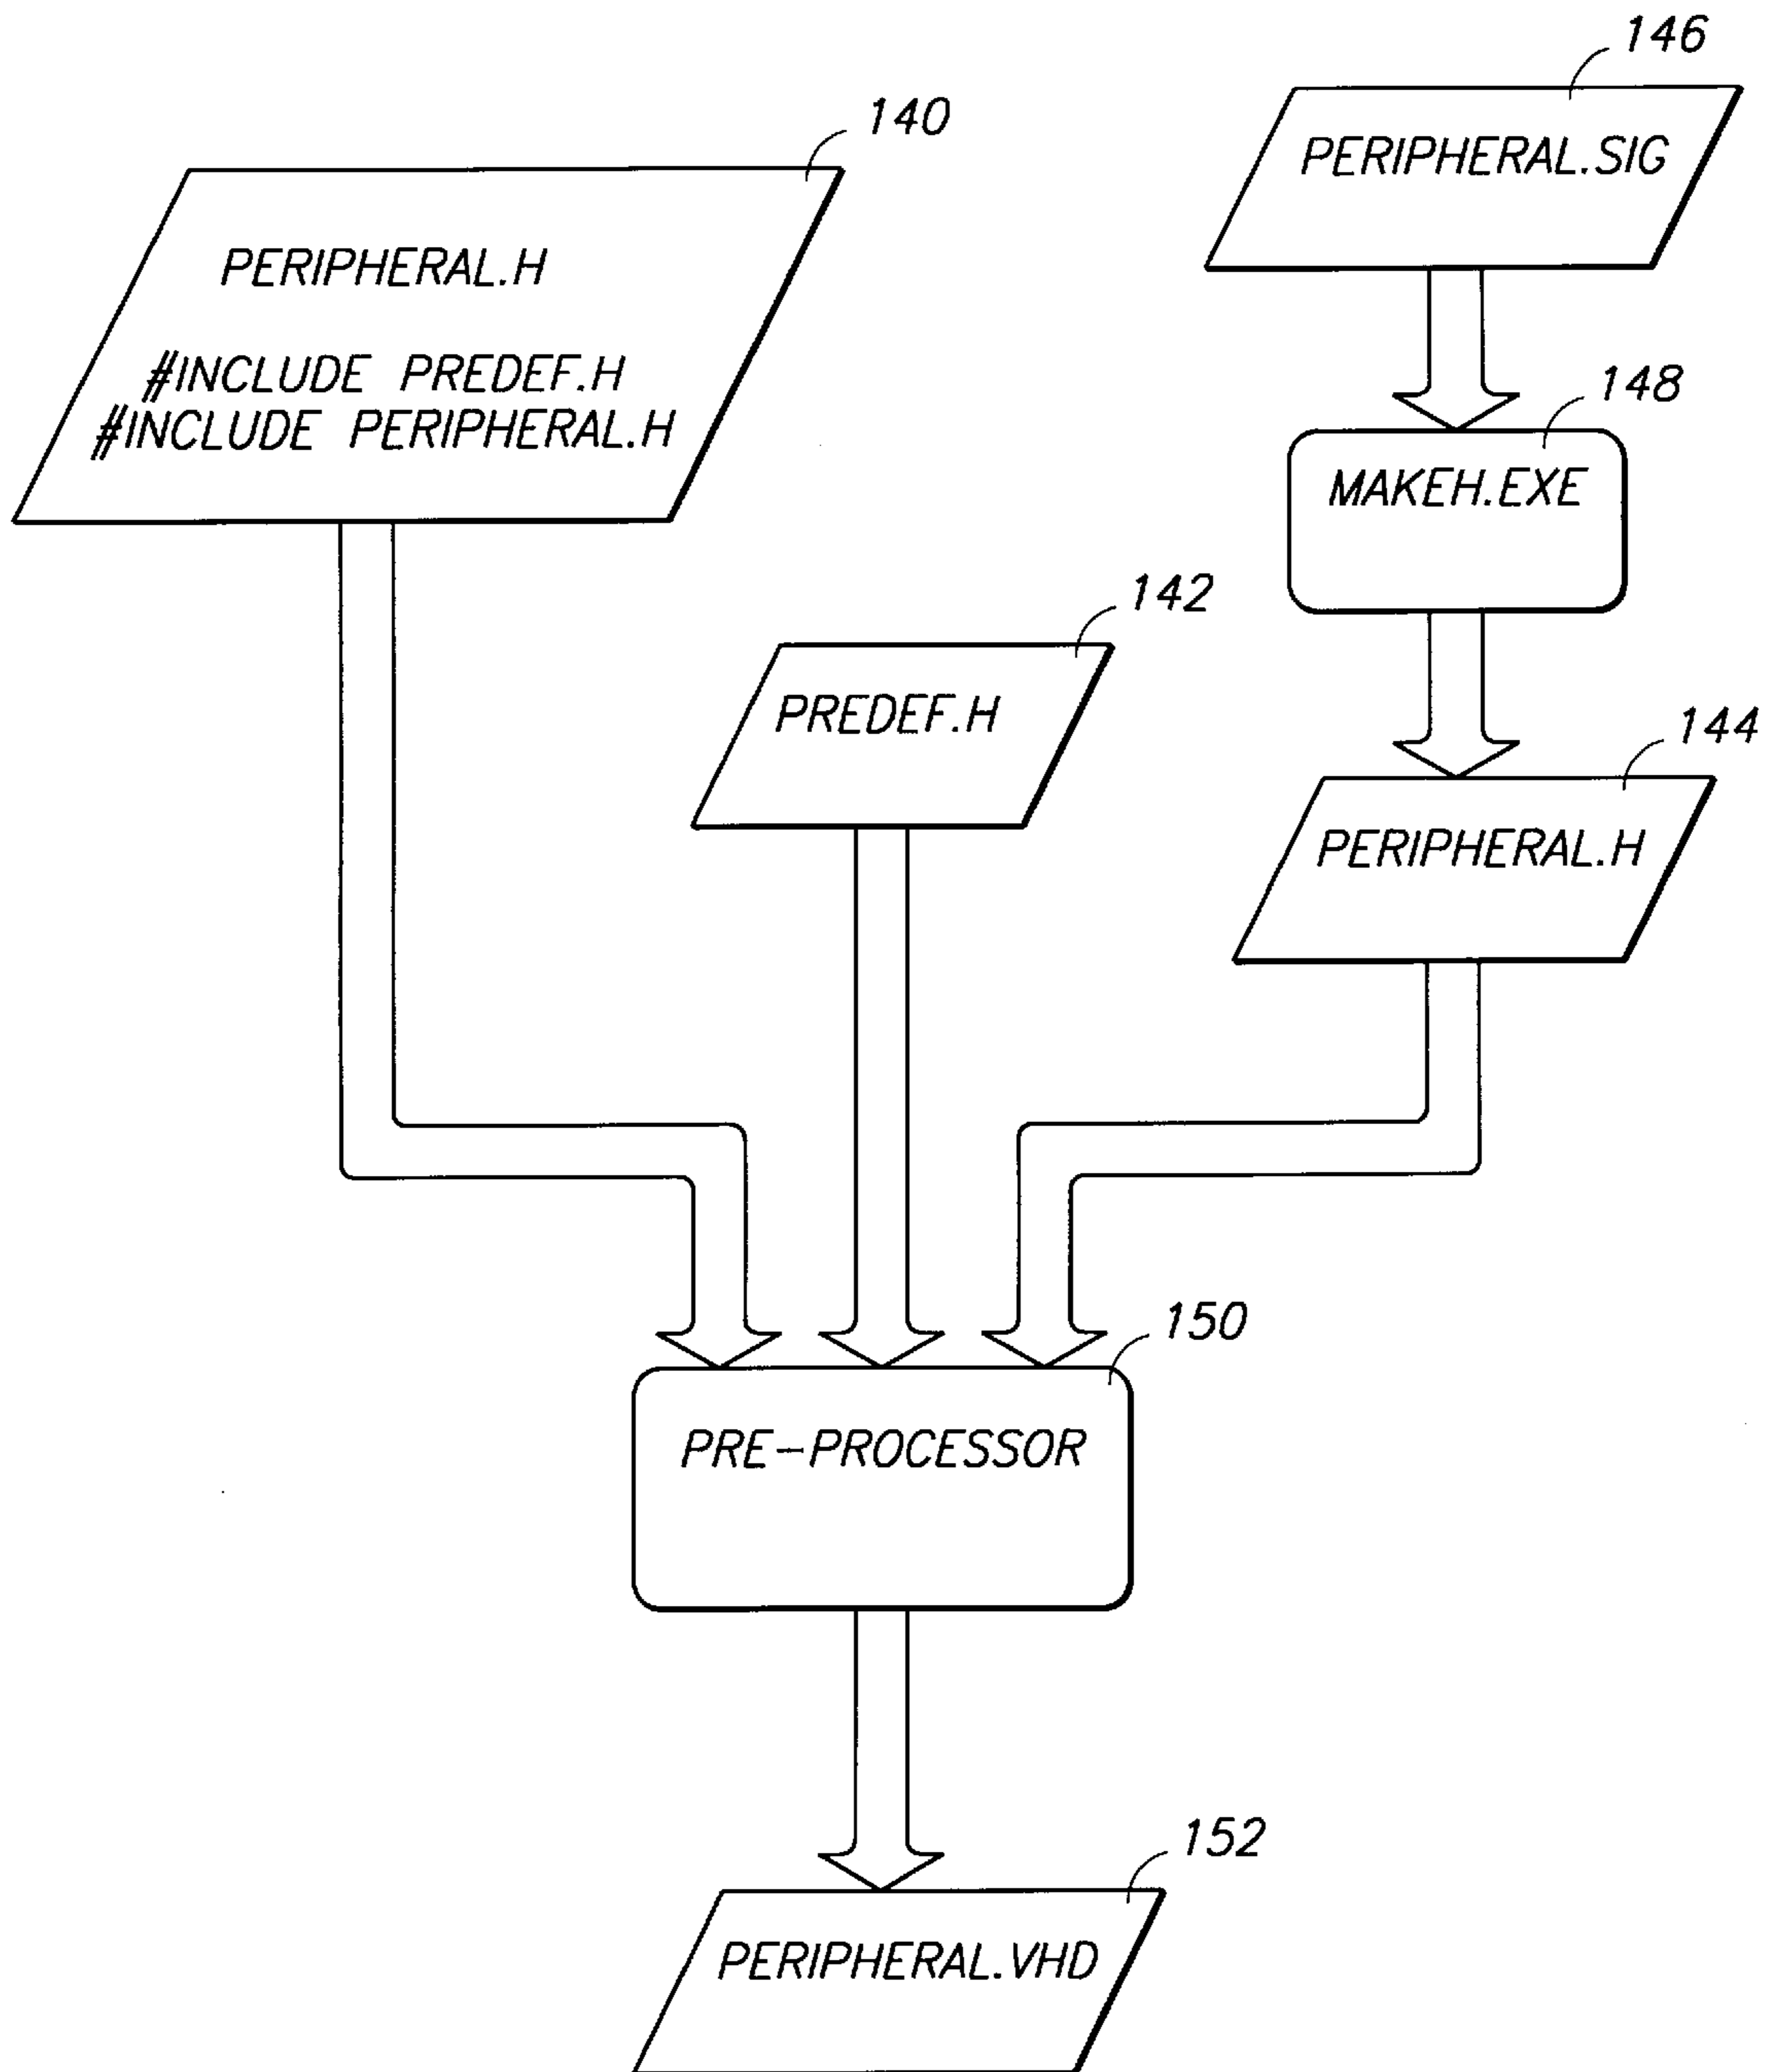 146
PERIPHERAL.SIG
140
PERIPHERAL.H
#INCLUDE PREDEF.H
#INCLUDE PERIPHERAL.H
148
MAKEH.EXE
142
PREDEF.H
144
PERIPHERAL.H
150
PRE-PROCESSOR
152
PERIPHERAL.VHD